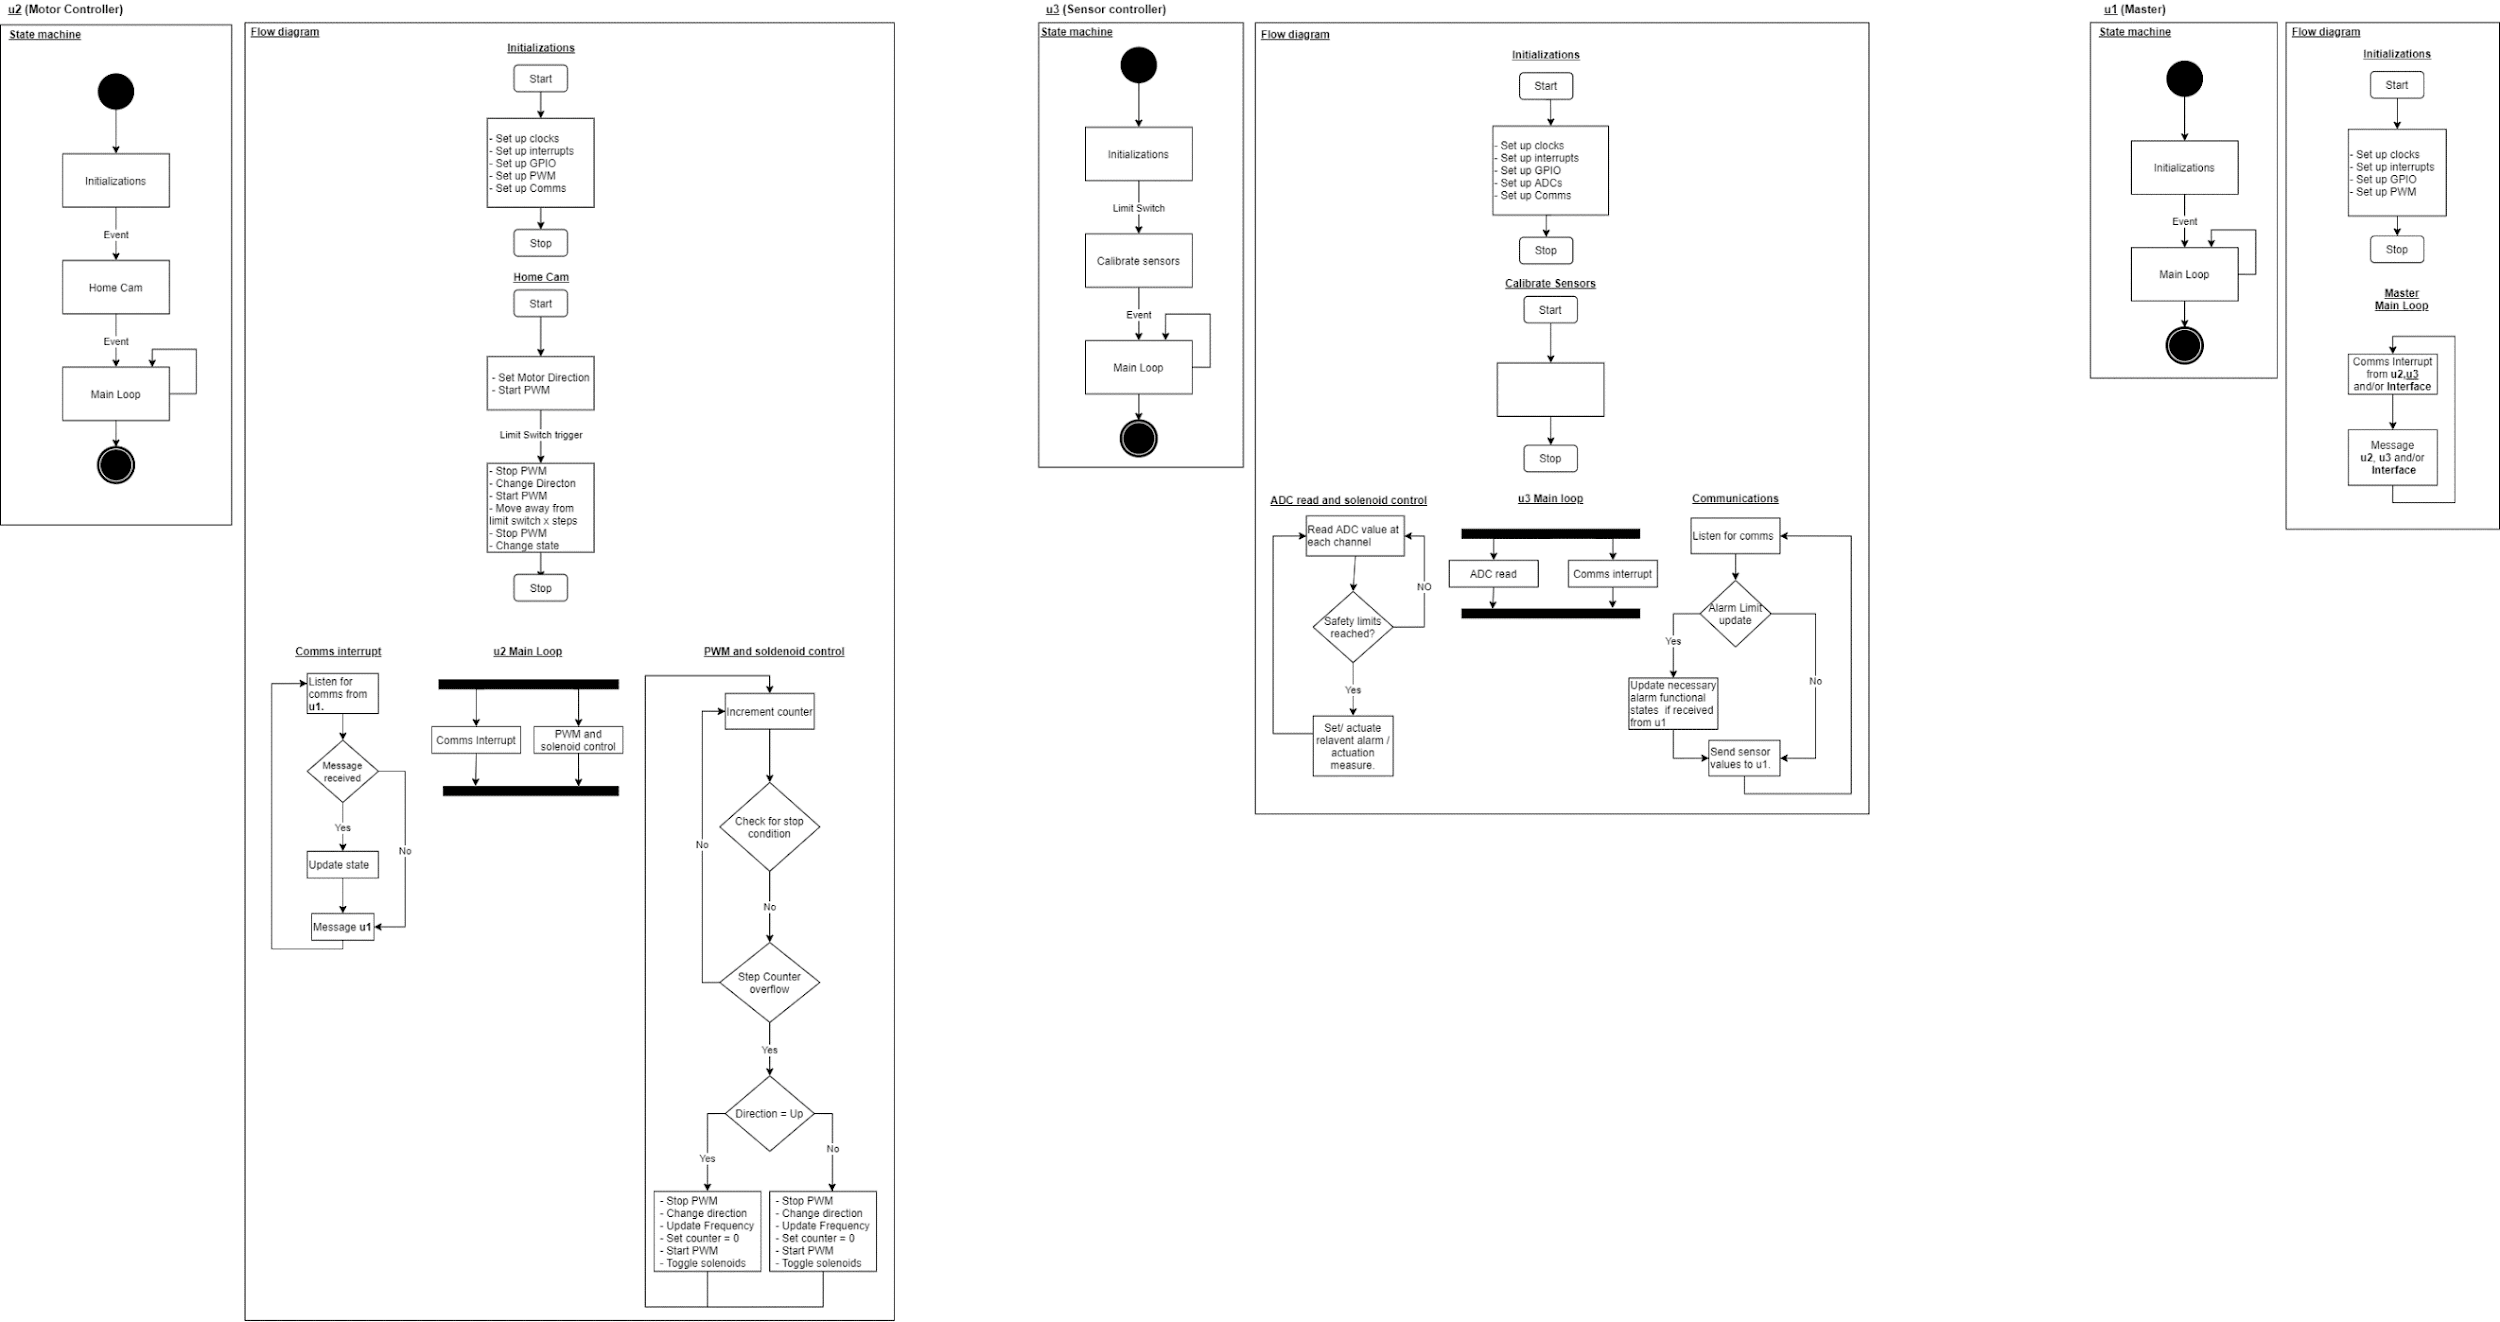 u2 (Motor Controller)
State machine
Initializations
Event
Home Cam
Event
Main Loop
Flow diagram
Initializations
Start
- Set up clocks
- Set up interrupts
- Set up GPIO
- Set up PWM
- Set up Comms
Stop
Home Cam
Start
- Set Motor Direction
- Start PWM
Limit Switch trigger
- Stop PWM
- Change Directon
- Start PWM
- Move away from
limit switch x steps
- Stop PWM
- Change state
Stop
Comms interrupt
Listen for
comms from
u1.
Message
received
Yes
No
Update state
Message u1
u2 Main Loop
Comms Interrupt
PWM and
solenoid control
PWM and soldenoid control
Increment counter
Check for stop
condition
No
No
Step Counter
overflow
Yes
Direction = Up
Yes
No
- Stop PWM
- Change direction
- Update Frequency
- Set counter = 0
- Start PWM
- Toggle solenoids
- Stop PWM
- Change direction
- Update Frequency
- Set counter = 0
- Start PWM
- Toggle solenoids
u3 (Sensor controller)
State machine
Initializations
Limit Switch
Calibrate sensors
Event
Main Loop
Flow diagram
Initializations
Start
- Set up clocks
- Set up interrupts
- Set up GPIO
- Set up ADCs
- Set up Comms
Stop
Calibrate Sensors
Start
Stop
ADC read and solenoid control
Read ADC value at
each channel
NO
Safety limits
reached?
Yes
Set/ actuate
relavent alarm /
actuation
measure.
u3 Main loop
ADC read
Comms interrupt
Communications
Listen for comms
Alarm Limit
update
Yes
No
Update necessary
alarm functional
states if received
from u1
Send sensor
values to u1.
u1 (Master)
State machine
Initializations
Event
Main Loop
Flow diagram
Initializations
Start
- Set up clocks
- Set up interrupts
- Set up GPIO
- Set up PWM
Stop
Master
Main Loop
Comms Interrupt
from u2,u3
and/or Interface
Message
u2, u3 and/or
Interface